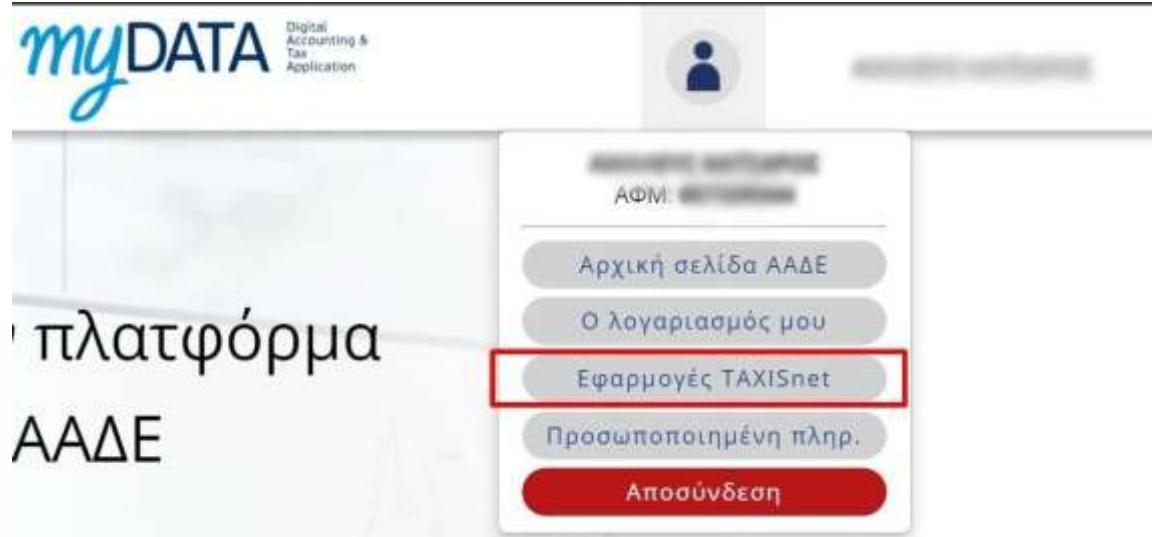 myDATA
Digital
Accounting &
Tax
Application
ΑΦΜ:
Αρχική σελίδα ΑΑΔΕ
Ο λογαριασμός μου
Εφαρμογές TAXISnet
Προσωποποιημένη πληρ.
Αποσύνδεση
πλατφόρμα
ΑΑΔΕ